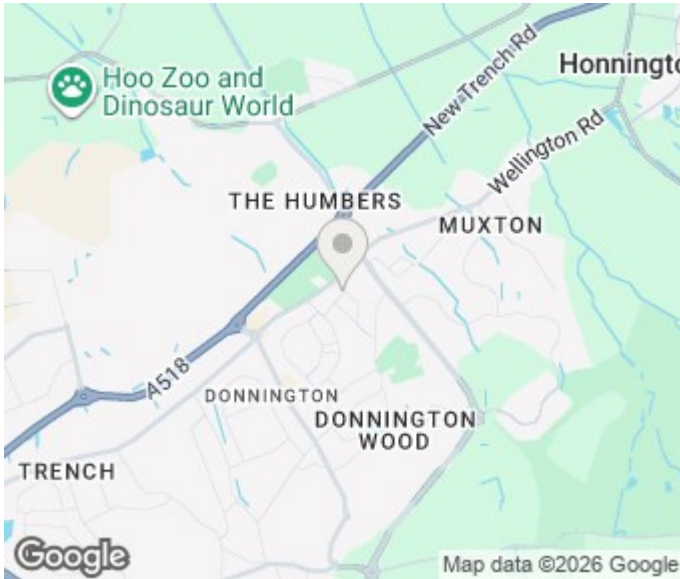 Hoo Zoo and
Dinosaur World
New Trench Rd
Honningto
Wellington Rd
THE HUMBERS
MUXTON
A518
DONNINGTON
DONNINGTON
WOOD
TRENCH
Google
Map data ©2026 Google